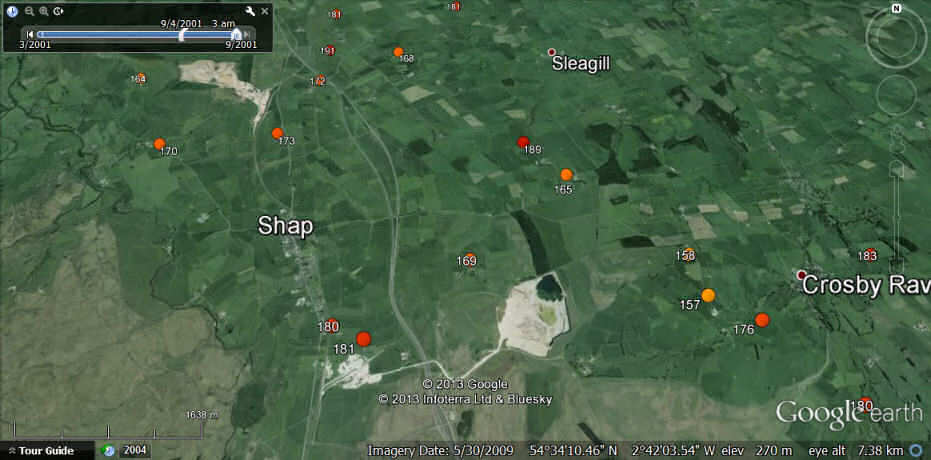 9/4/2001 3 am
3/2001 9/2001
181
181
191
168
Sleagill
164
172
173
170
189
165
Shap
169
158
183
Crosby Rav
157
180
176
181
© 2013 Google
© 2013 Infoterra Ltd & Bluesky
180
1638 m
Google earth
Tour Guide 2004 Imagery Date: 5/30/2009 54°34'10.46" N 2°42'03.54" W elev 270 m eye alt 7.38 km
N